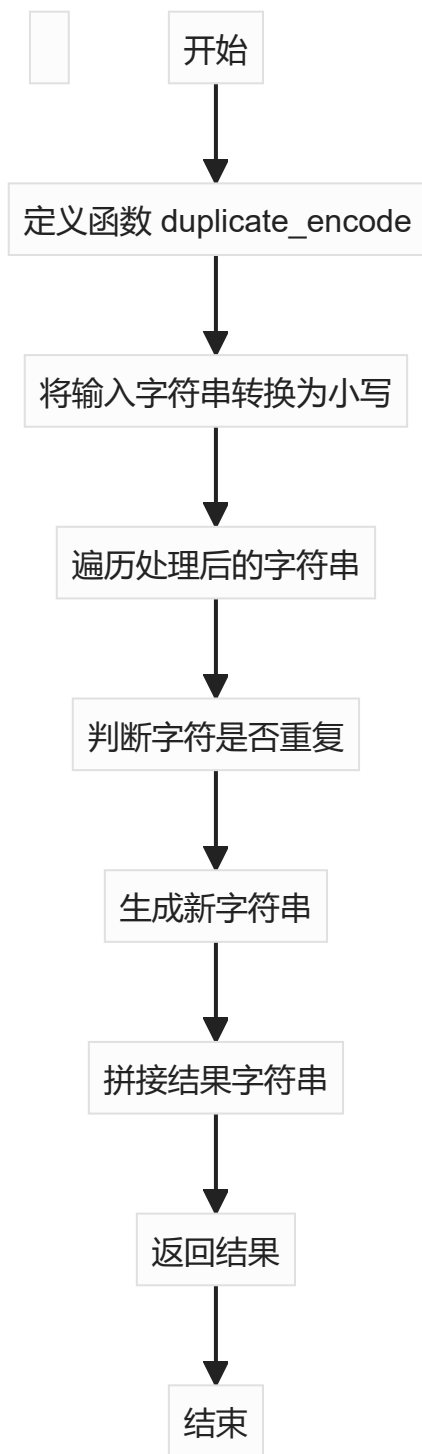 开始
定义函数 duplicate_encode
将输入字符串转换为小写
遍历处理后的字符串
判断字符是否重复
生成新字符串
拼接结果字符串
返回结果
结束